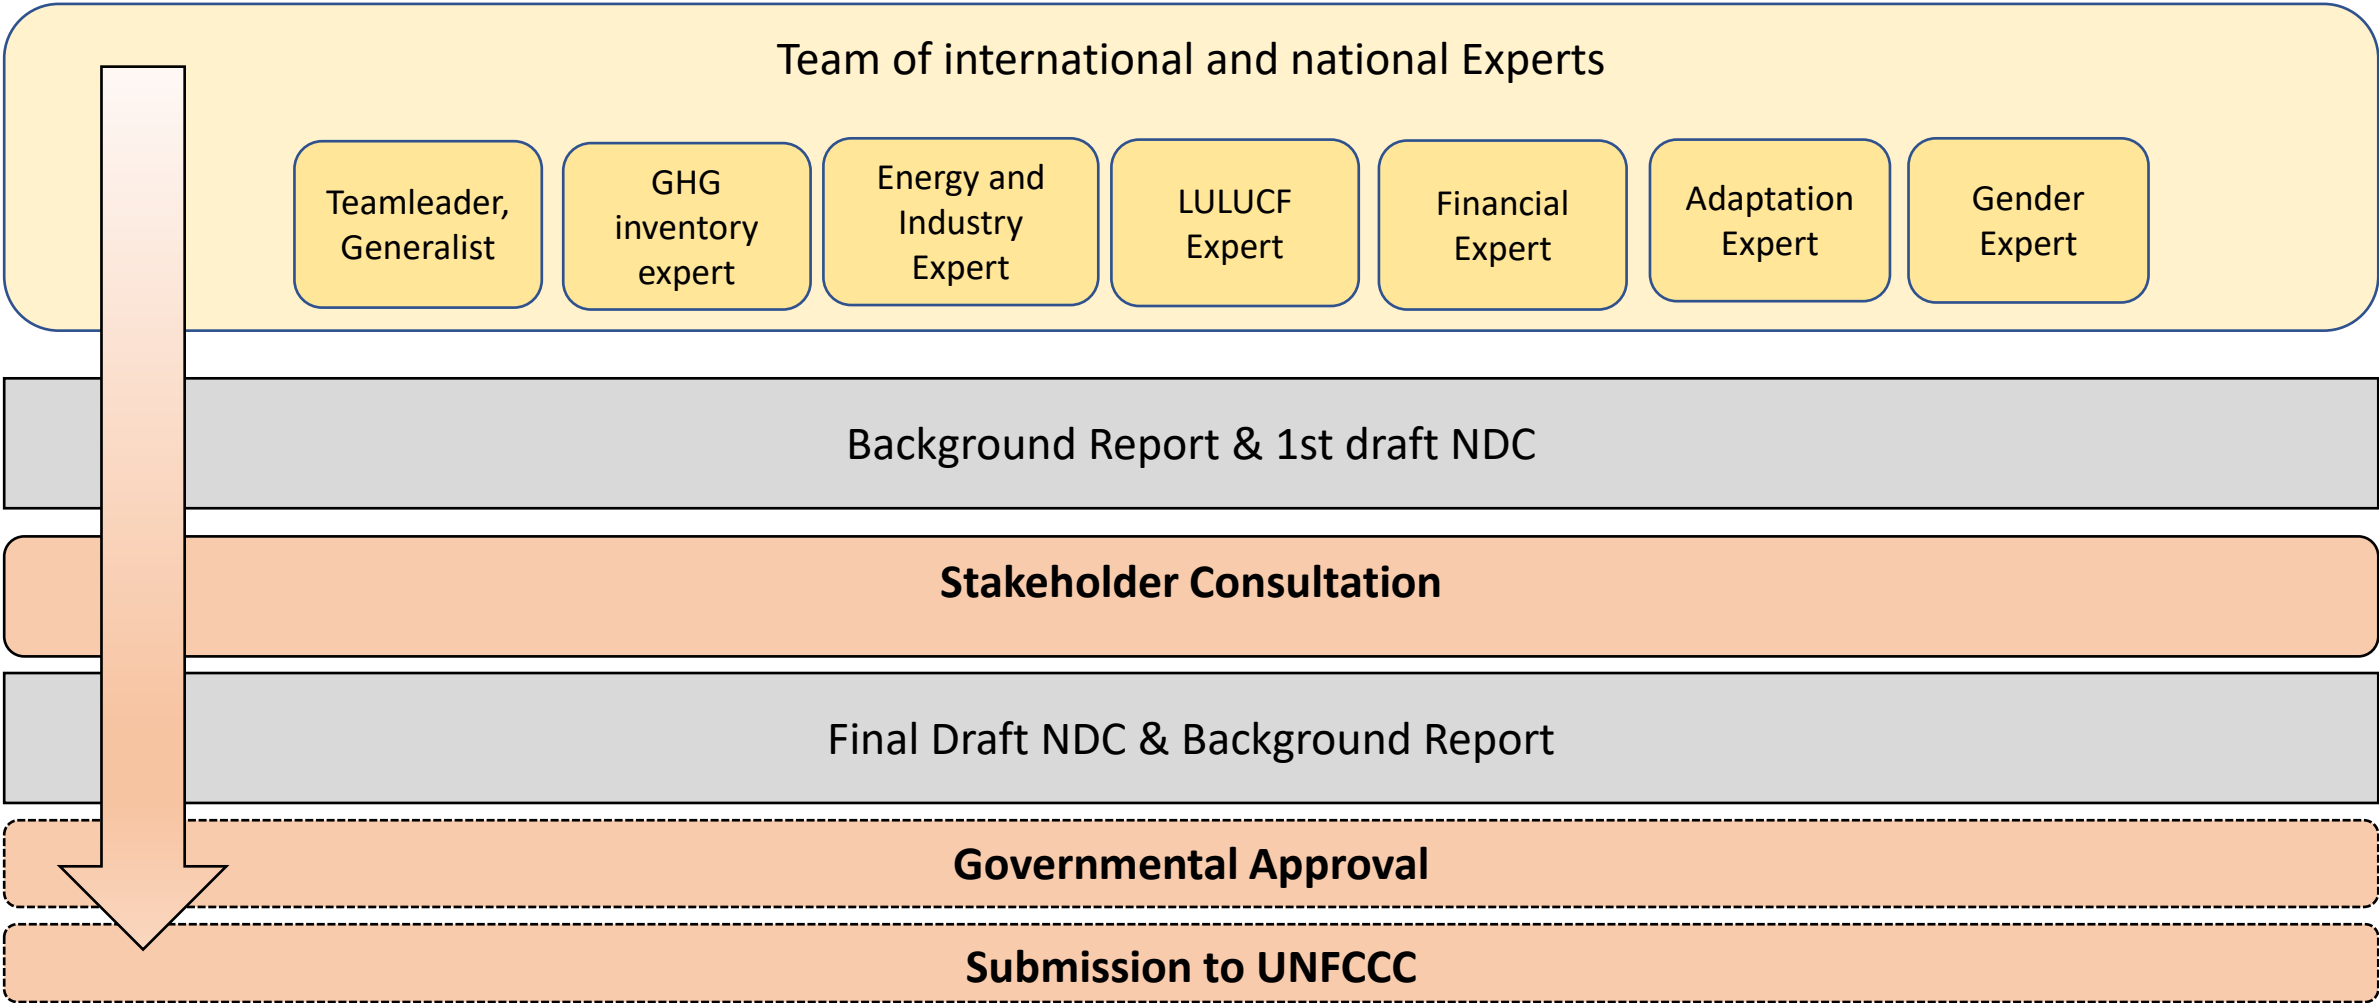 Team of international and national Experts
Teamleader,
Generalist
GHG
inventory
expert
Energy and
Industry
Expert
LULUCF
Expert
Financial
Expert
Adaptation
Expert
Gender
Expert
Background Report & 1st draft NDC
Stakeholder Consultation
Final Draft NDC & Background Report
Governmental Approval
Submission to UNFCCC